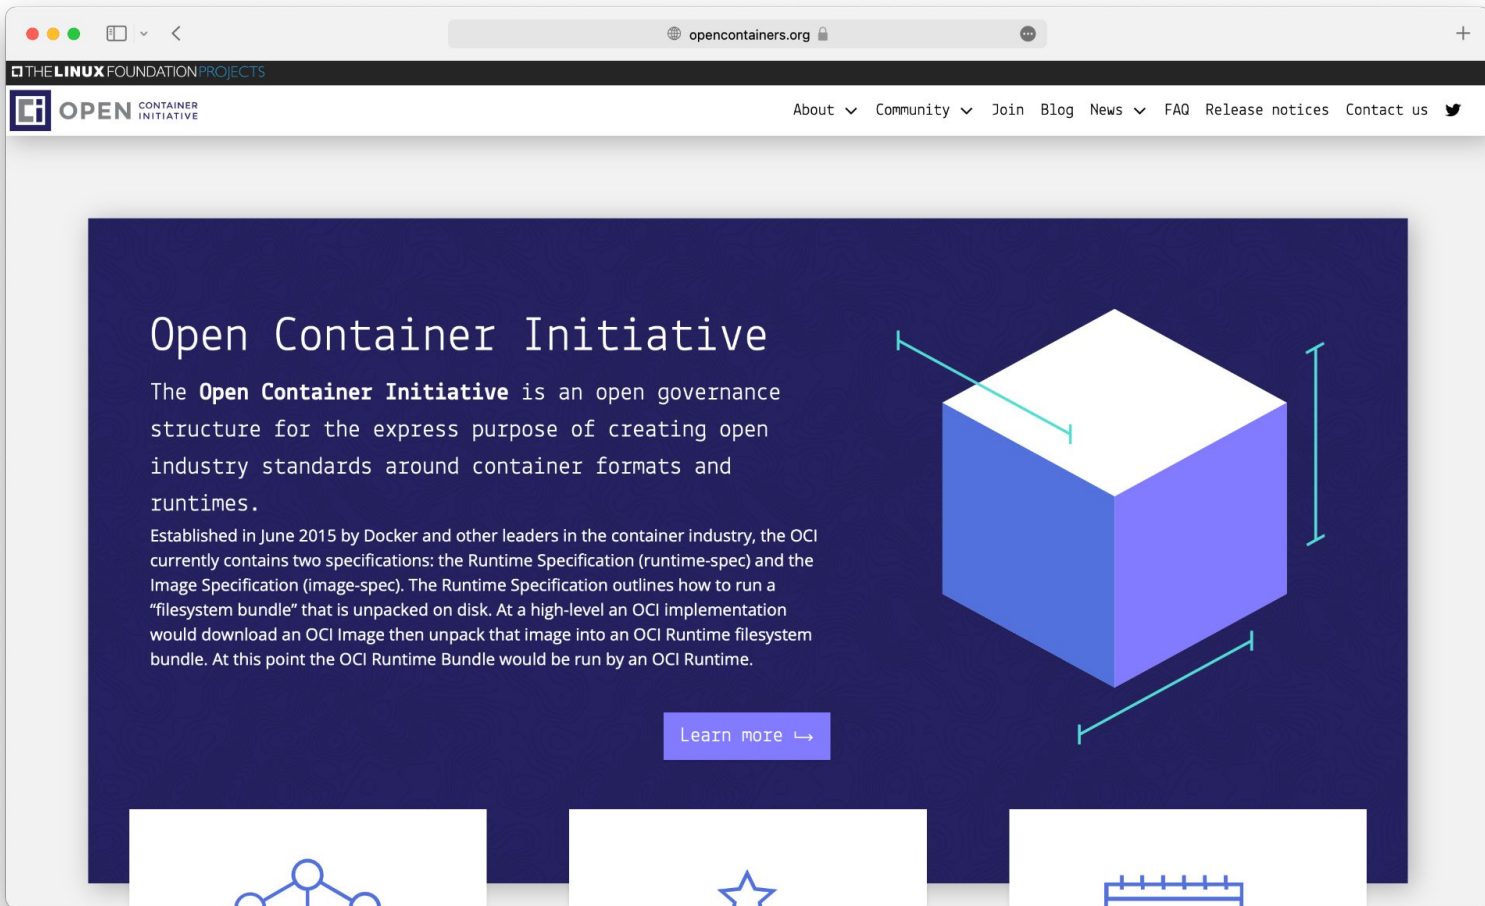 opencontainers.org
THE LINUX FOUNDATION PROJECTS
OPEN CONTAINER INITIATIVE
About Community Join Blog News FAQ Release notices Contact us
Open Container Initiative
The Open Container Initiative is an open governance
structure for the express purpose of creating open
industry standards around container formats and
runtimes.
Established in June 2015 by Docker and other leaders in the container industry, the OCI
currently contains two specifications: the Runtime Specification (runtime-spec) and the
Image Specification (image-spec). The Runtime Specification outlines how to run a
“filesystem bundle” that is unpacked on disk. At a high-level an OCI implementation
would download an OCI Image then unpack that image into an OCI Runtime filesystem
bundle. At this point the OCI Runtime Bundle would be run by an OCI Runtime.
Learn more